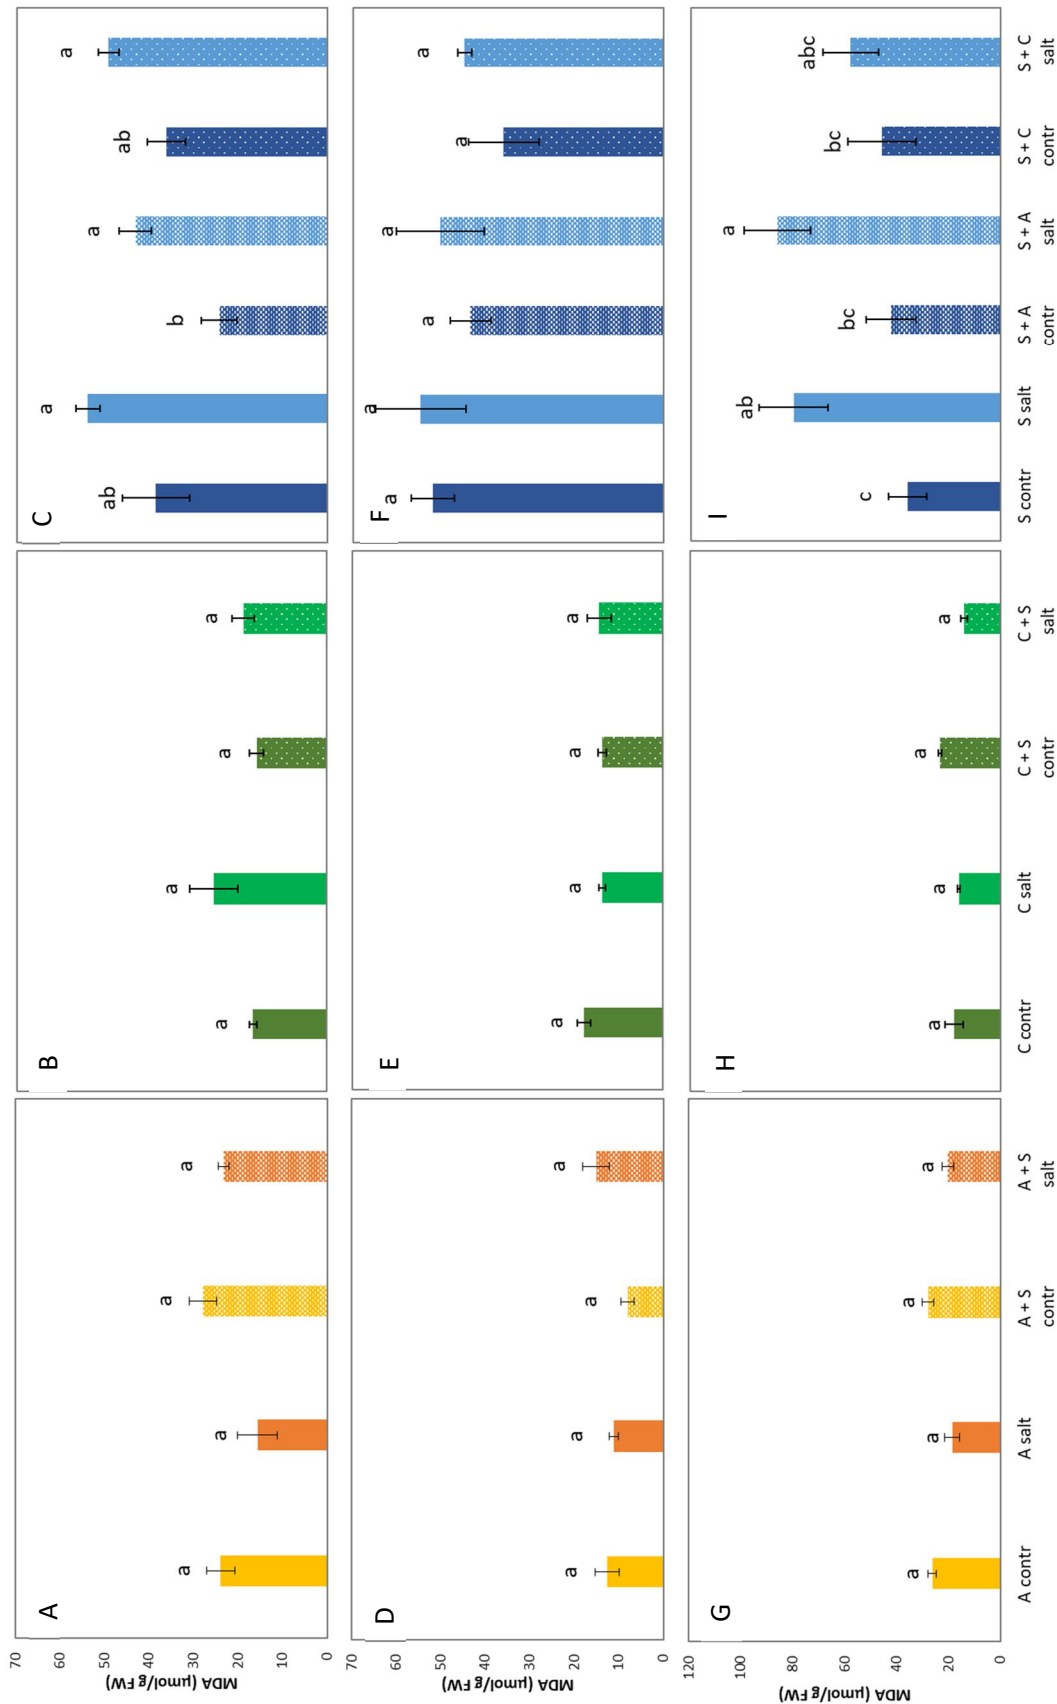 MDA (µmol/g FW)
70
60
50
40
30
20
10
0
A
a
a
a
a
B
a
a
a
a
C
ab
a
b
a
ab
a
MDA (µmol/g FW)
70
60
50
40
30
20
10
0
D
a
a
a
a
E
a
a
a
a
F
a
a
a
a
a
a
MDA (µmol/g FW)
120
100
80
60
40
20
0
G
a
a
a
a
A contr
A salt
A + S
contr
A + S
salt
H
a
a
a
a
C contr
C salt
C + S
contr
C + S
salt
I
c
ab
bc
a
bc
abc
S contr
S salt
S + A
contr
S + A
salt
S + C
contr
S + C
salt